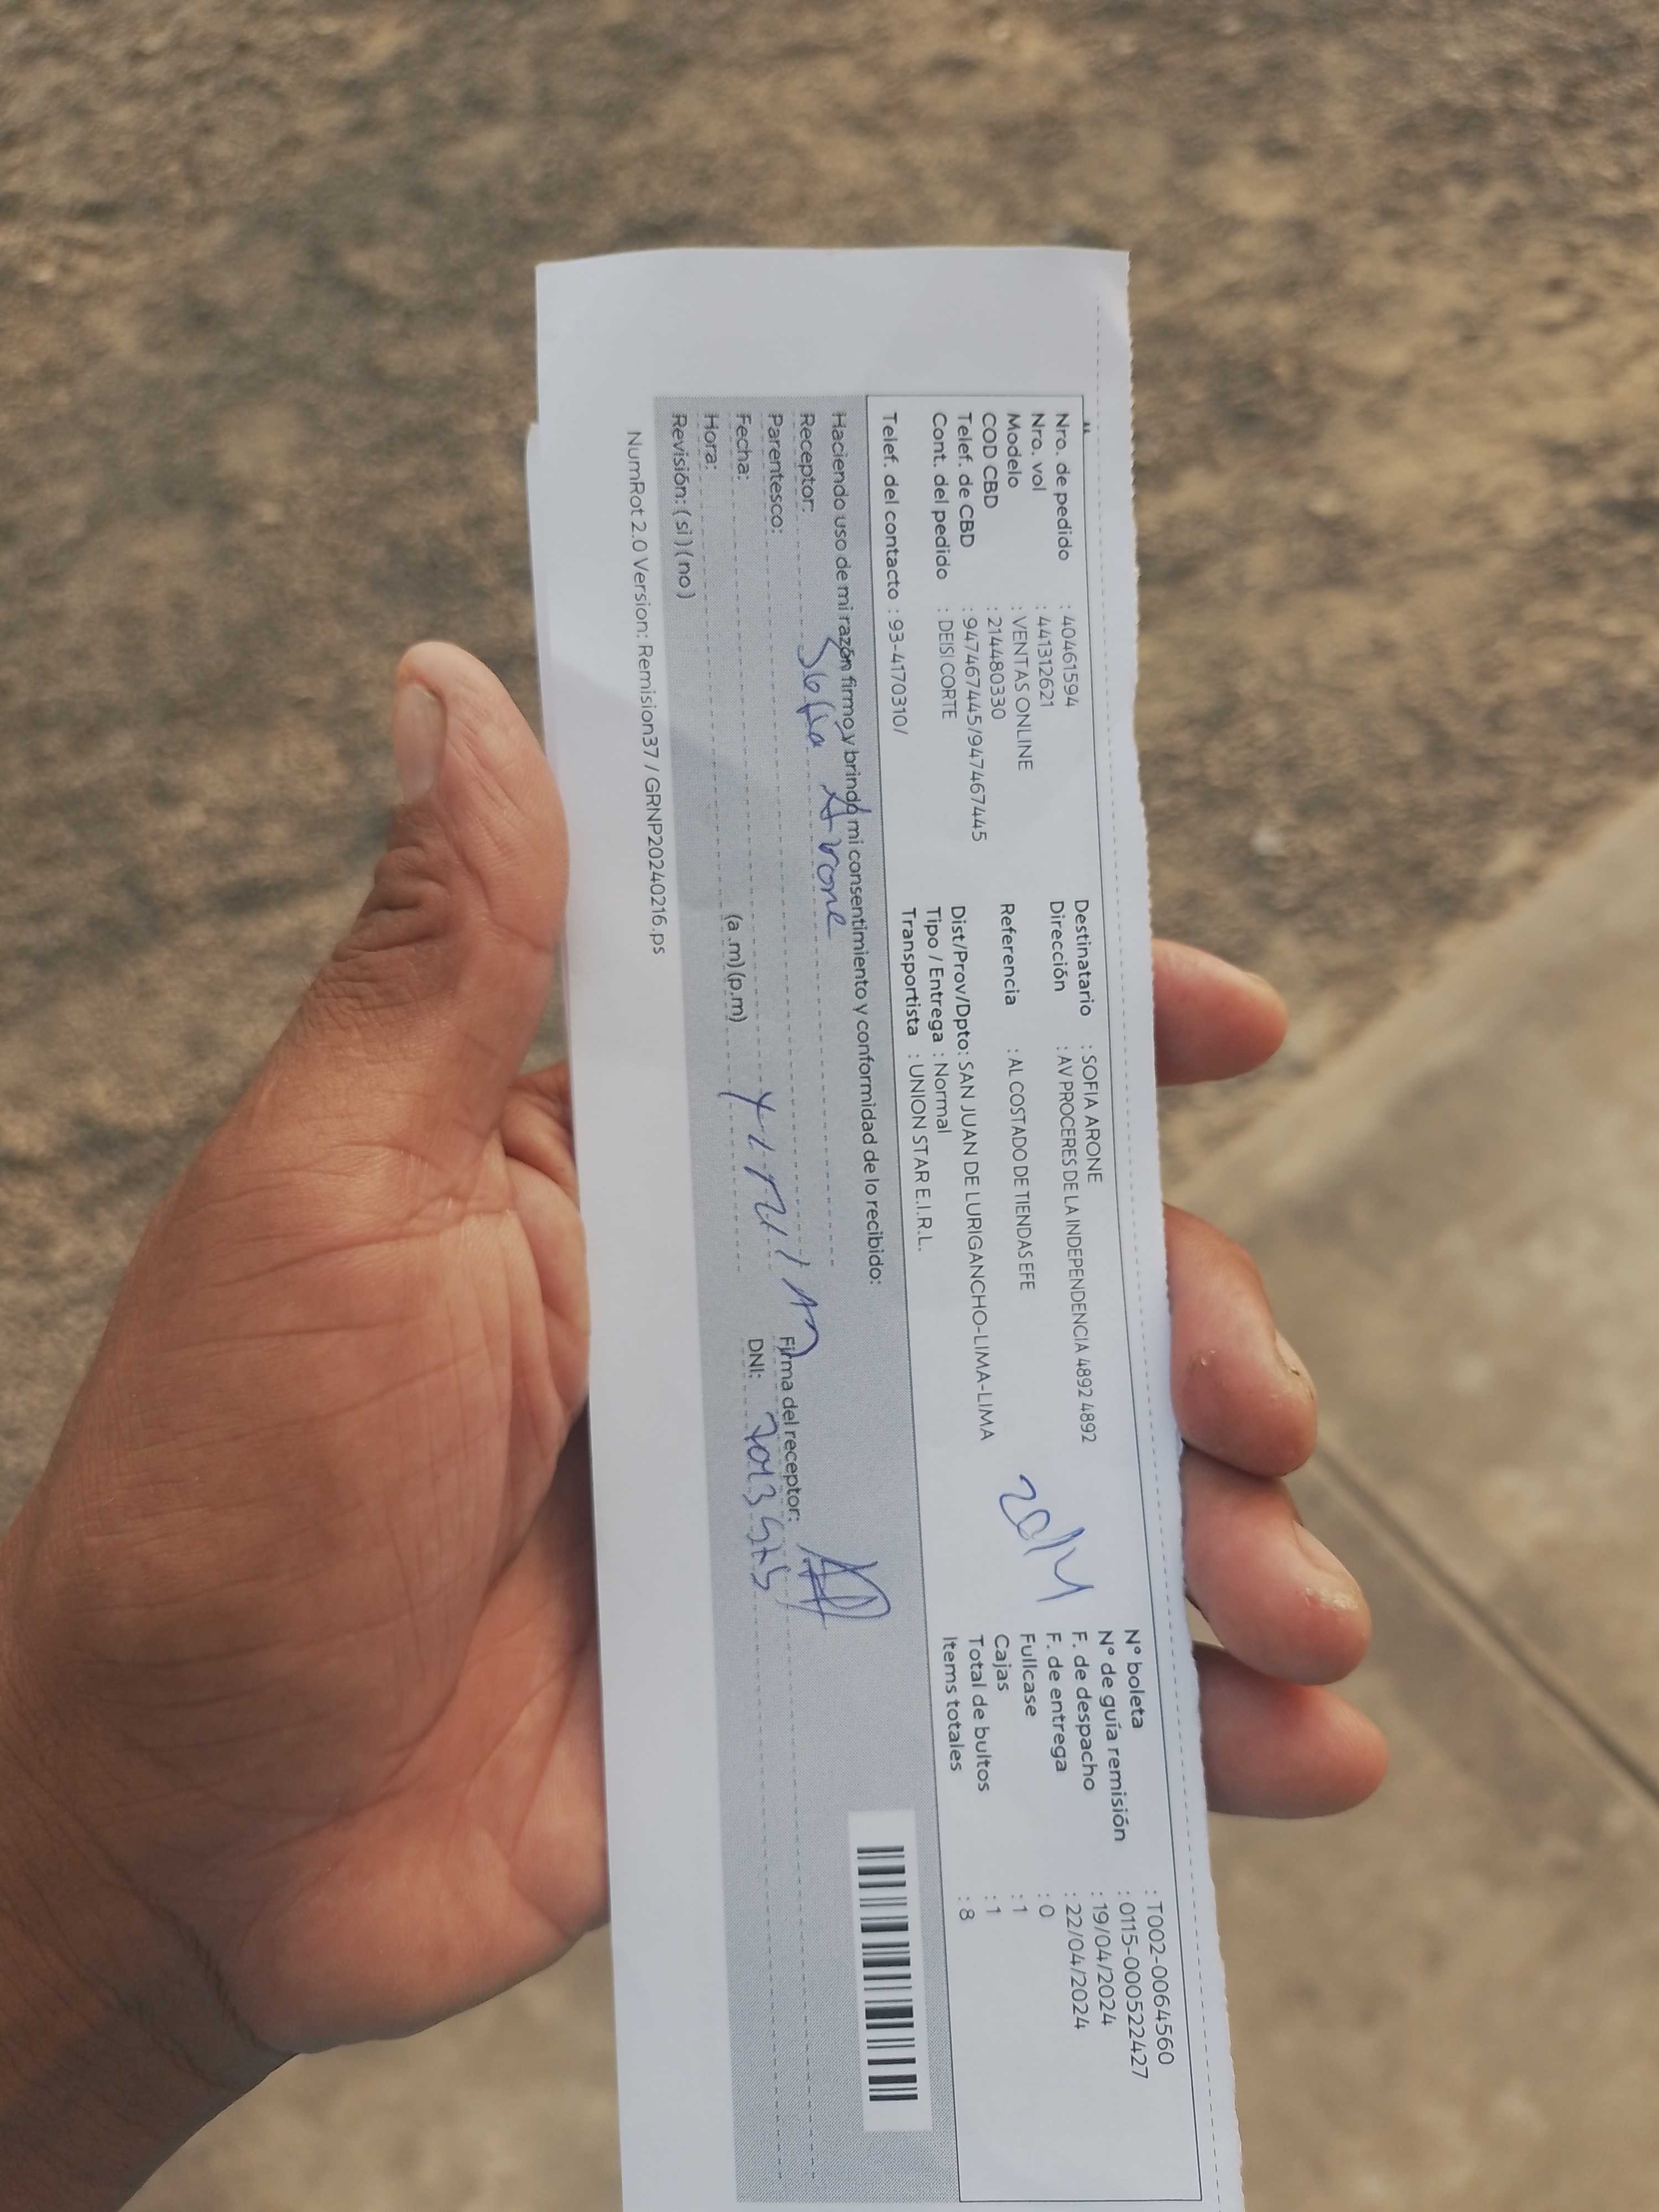 Nro. de pedido : 40461594
Nro. vol : 441312621
Modelo : VENTAS ONLINE
COD CBD : 214480330
Telef. de CBD : 947467445/947467445
Cont. del pedido : DEISI CORTE
Telef. del contacto : 93-4170310/
Destinatario : SOFIA ARONE
Dirección : AV PROCERES DE LA INDEPENDENCIA 4892 4892
Referencia : AL COSTADO DE TIENDAS EFE
Dist/Prov/Dpto: SAN JUAN DE LURIGANCHO-LIMA-LIMA
Tipo / Entrega : Normal
Transportista : UNION STAR E.I.R.L.
N° boleta : T002-0064560
N° de guía remisión : 0115-000522427
F. de despacho : 19/04/2024
F. de entrega : 22/04/2024
Fullcase : 0
Cajas : 1
Total de bultos : 1
Items totales : 8
Haciendo uso de mi razón firmo y brindo mi consentimiento y conformidad de lo recibido:
Receptor: Sofia Arone
Parentesco:
Fecha:
Hora: (a.m)(p.m)
Revisión: (si)(no)
Firma del receptor:
DNI:
NumRot 2.0 Version: Remision37 / GRNP20240216.ps